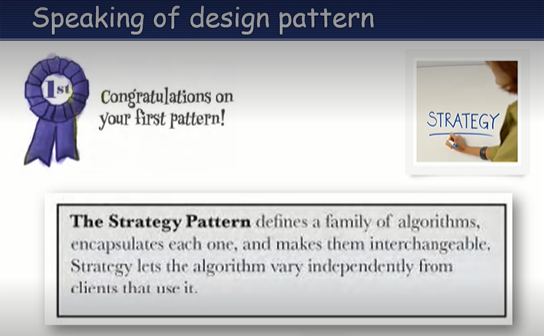 Speaking of design pattern
1st
Congratulations on
your first pattern!
STRATEGY
The Strategy Pattern defines a family of algorithms,
encapsulates each one, and makes them interchangeable.
Strategy lets the algorithm vary independently from
clients that use it.